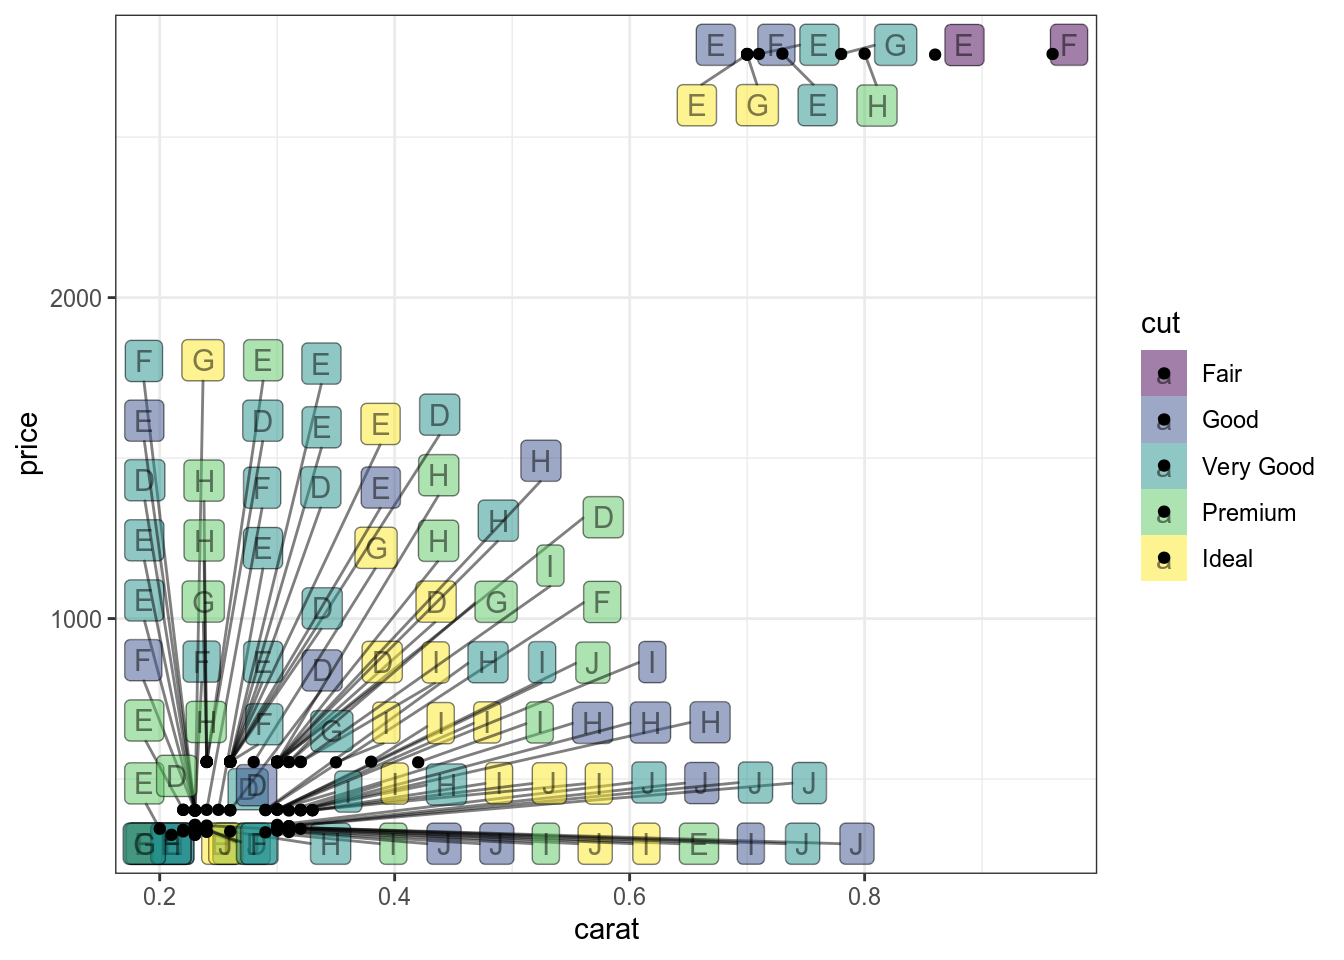 E F E G E F
E G E H
2000
F G E E
E D E E D
D H F D E H H
E H E G H H D
E G D D G I F
F F E D D I H I J I
E H F G I I I I H H H
E D D I I H I J I J J J J
G H J F H I J J I J I E I J J
1000
price
0.2 0.4 0.6 0.8
carat
cut
a Fair
a Good
a Very Good
a Premium
a Ideal